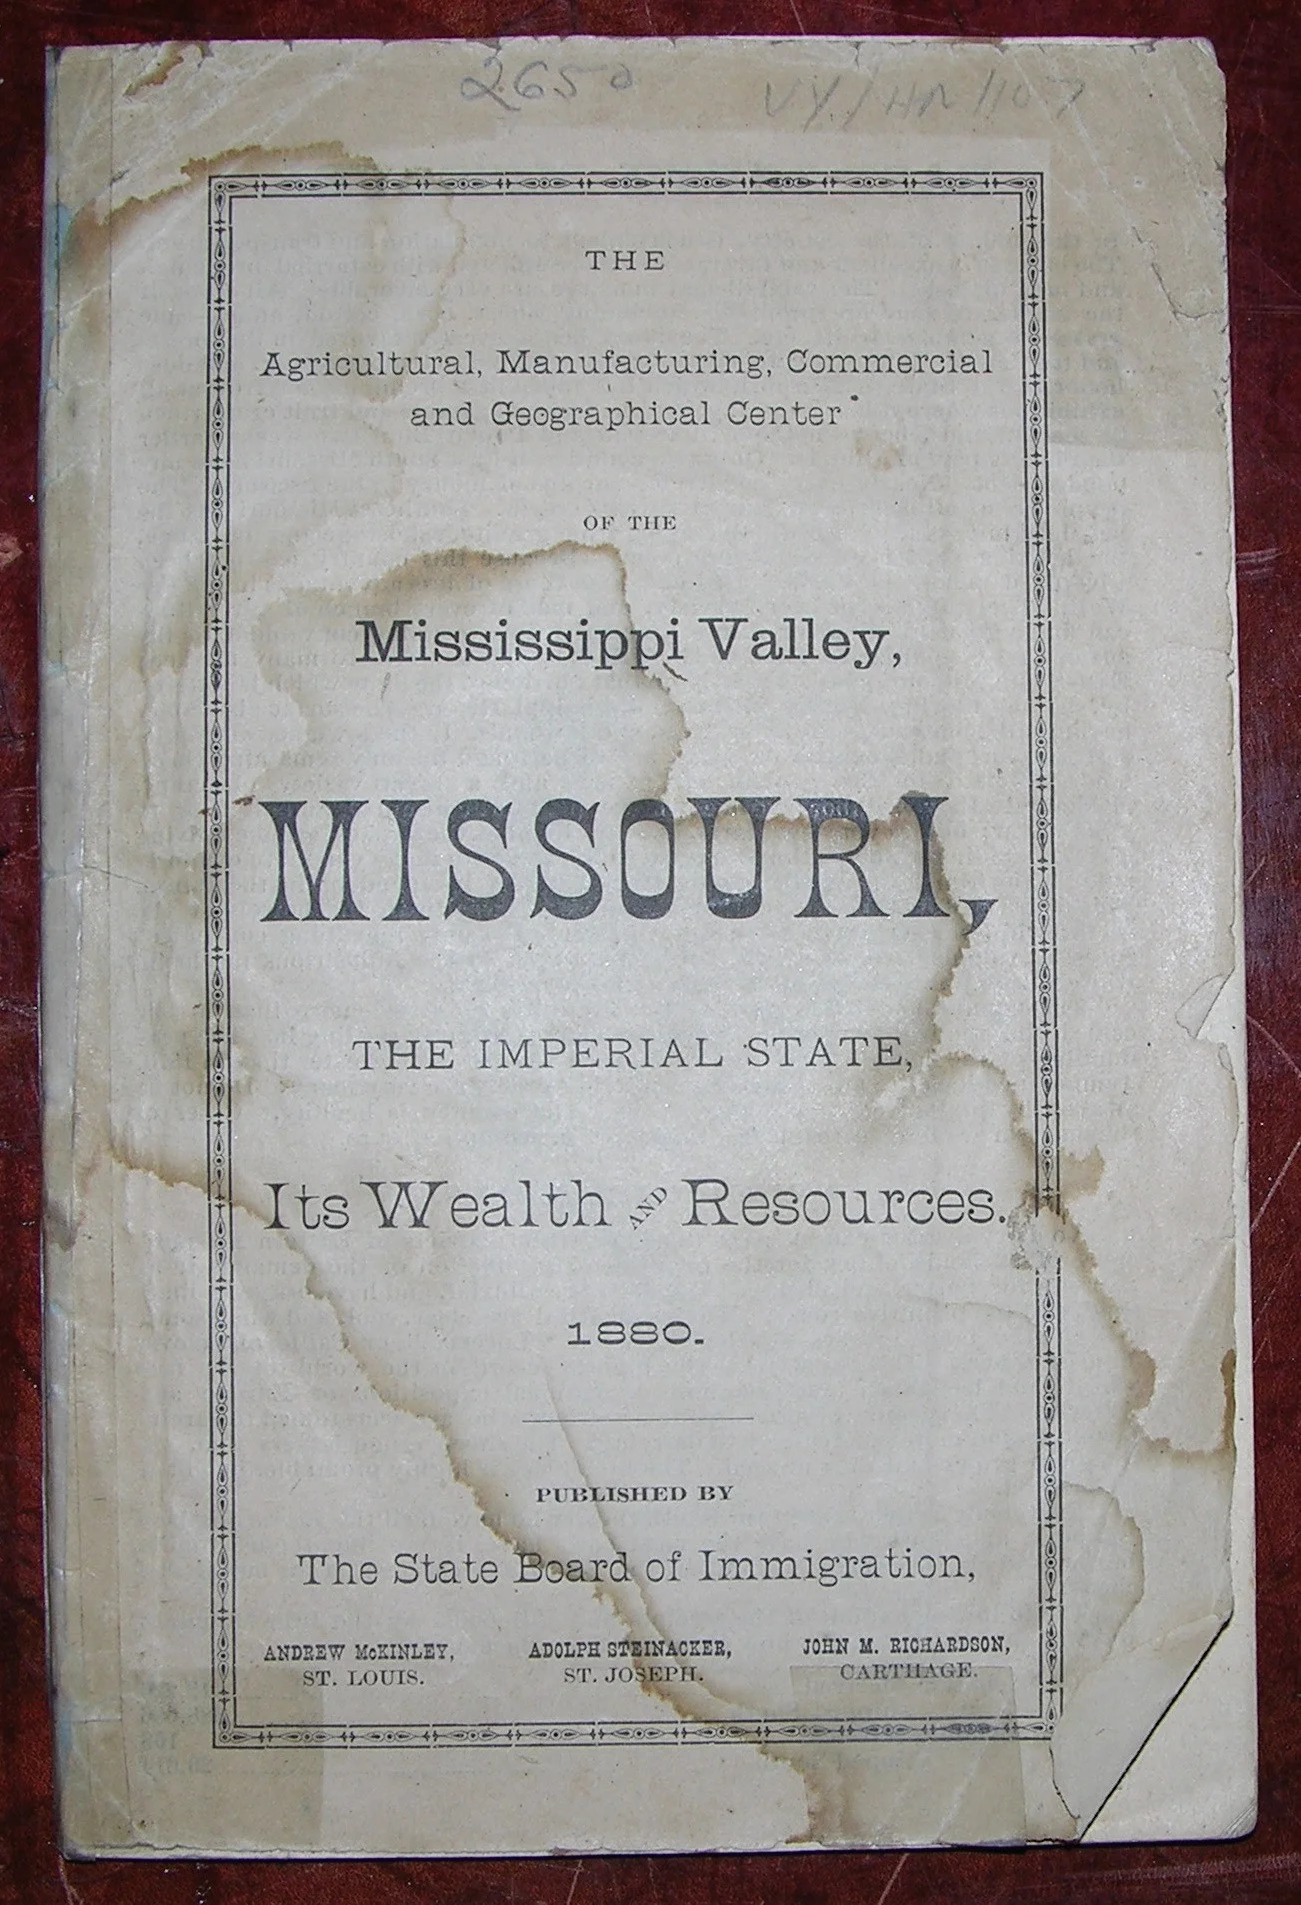 2650
THE
Agricultural, Manufacturing, Commercial
and Geographical Center
OF THE
Mississippi Valley,
MISSOURI,
THE IMPERIAL STATE,
Its Wealth AND Resources.
1880.
PUBLISHED BY
The State Board of Immigration,
ANDREW McKINLEY, ADOLPH STEINACKER, JOHN M. RICHARDSON,
ST. LOUIS. ST. JOSEPH. CARTHAGE.